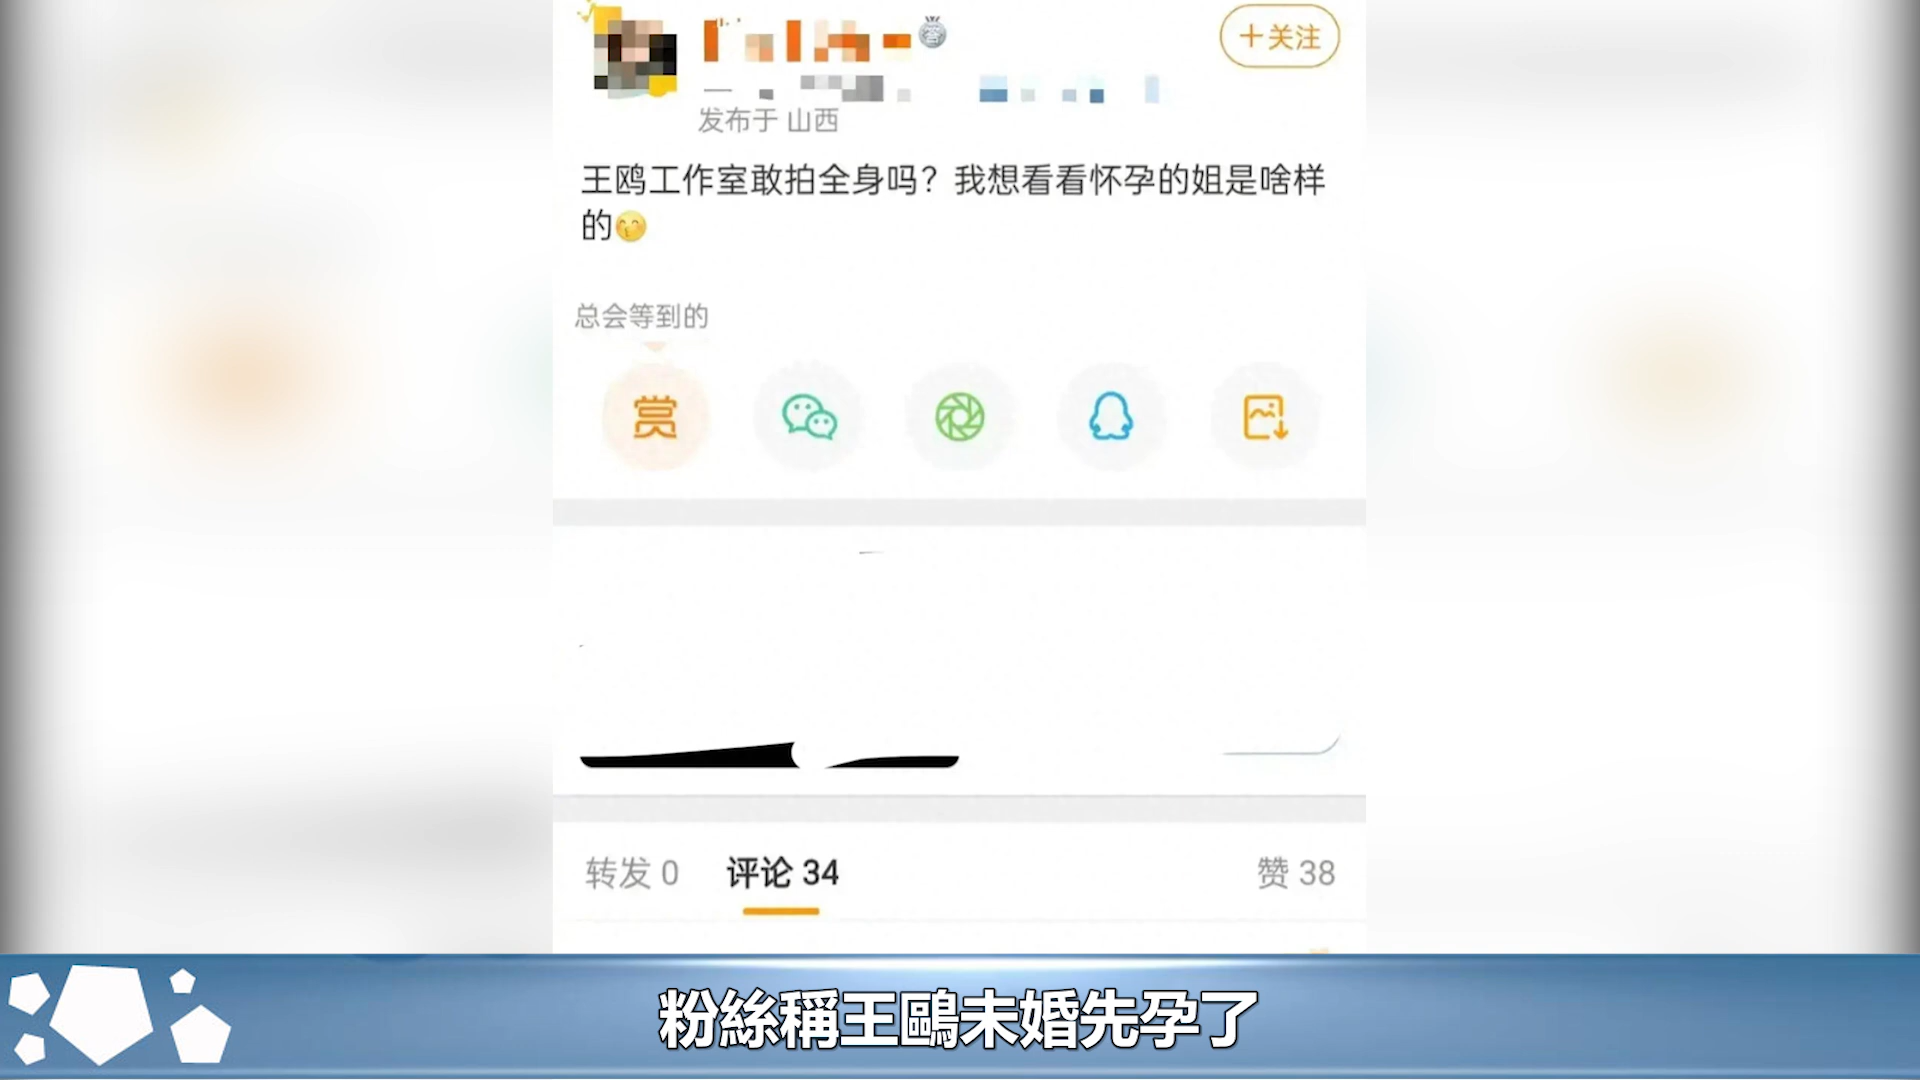 +关注
发布于 山西
王鸥工作室敢拍全身吗？我想看看怀孕的姐是啥样
的
总会等到的
赏
转发 0 评论 34 赞 38
粉絲稱王鷗未婚先孕了